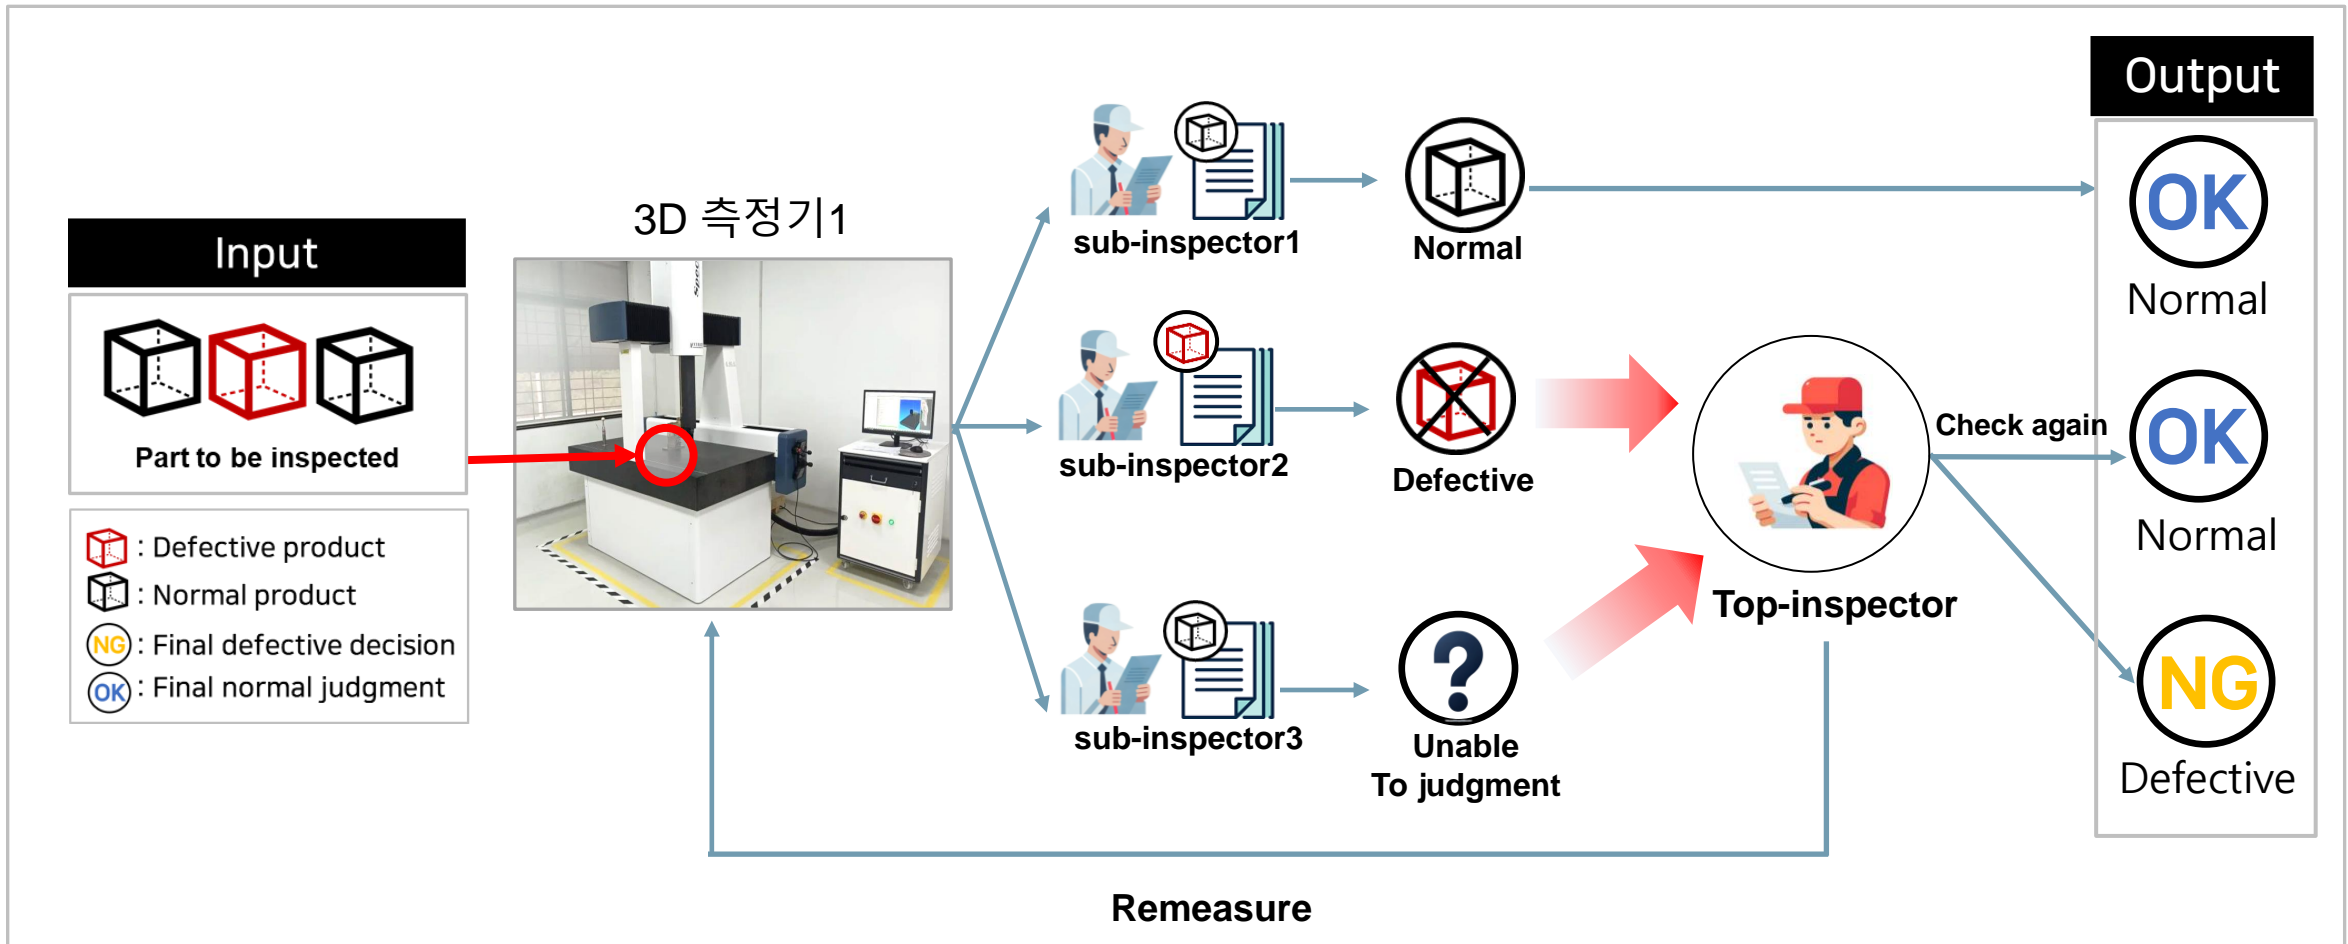 Input
Part to be inspected
: Defective product
: Normal product
NG : Final defective decision
OK : Final normal judgment
3D 측정기1
sub-inspector1
Normal
sub-inspector2
Defective
sub-inspector3
Unable
To judgment
Top-inspector
Check again
Remeasure
Output
OK
Normal
OK
Normal
NG
Defective